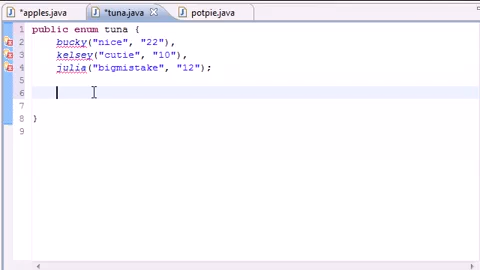 *apples.java *tuna.java potpie.java
1 public enum tuna {
2 bucky("nice", "22"),
3 kelsey("cutie", "10"),
4 julia("bigmistake", "12");
5
6
7
8 }
9